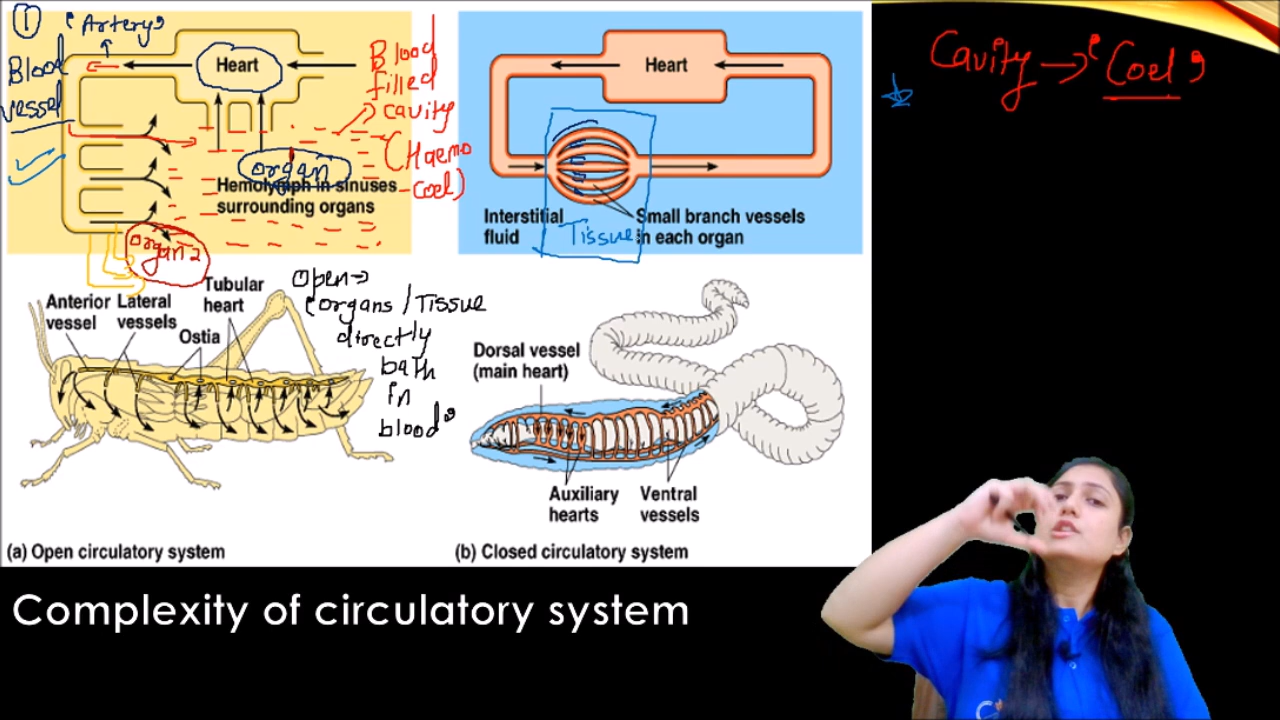 ①
'Artery'
Blood
vessel
Heart
Blood
filled
cavity
(Haemo
-coel)
organ
Hemolymph in sinuses
surrounding organs
organ 2
Heart
Interstitial
fluid
Tissue
Small branch vessels
in each organ
Cavity → 'Coel'
Anterior
vessel
Lateral
vessels
Tubular
heart
Ostia
Open →
'organs / Tissue
directly
bath
in
blood'
Dorsal vessel
(main heart)
Auxiliary
hearts
Ventral
vessels
(a) Open circulatory system
(b) Closed circulatory system
Complexity of circulatory system